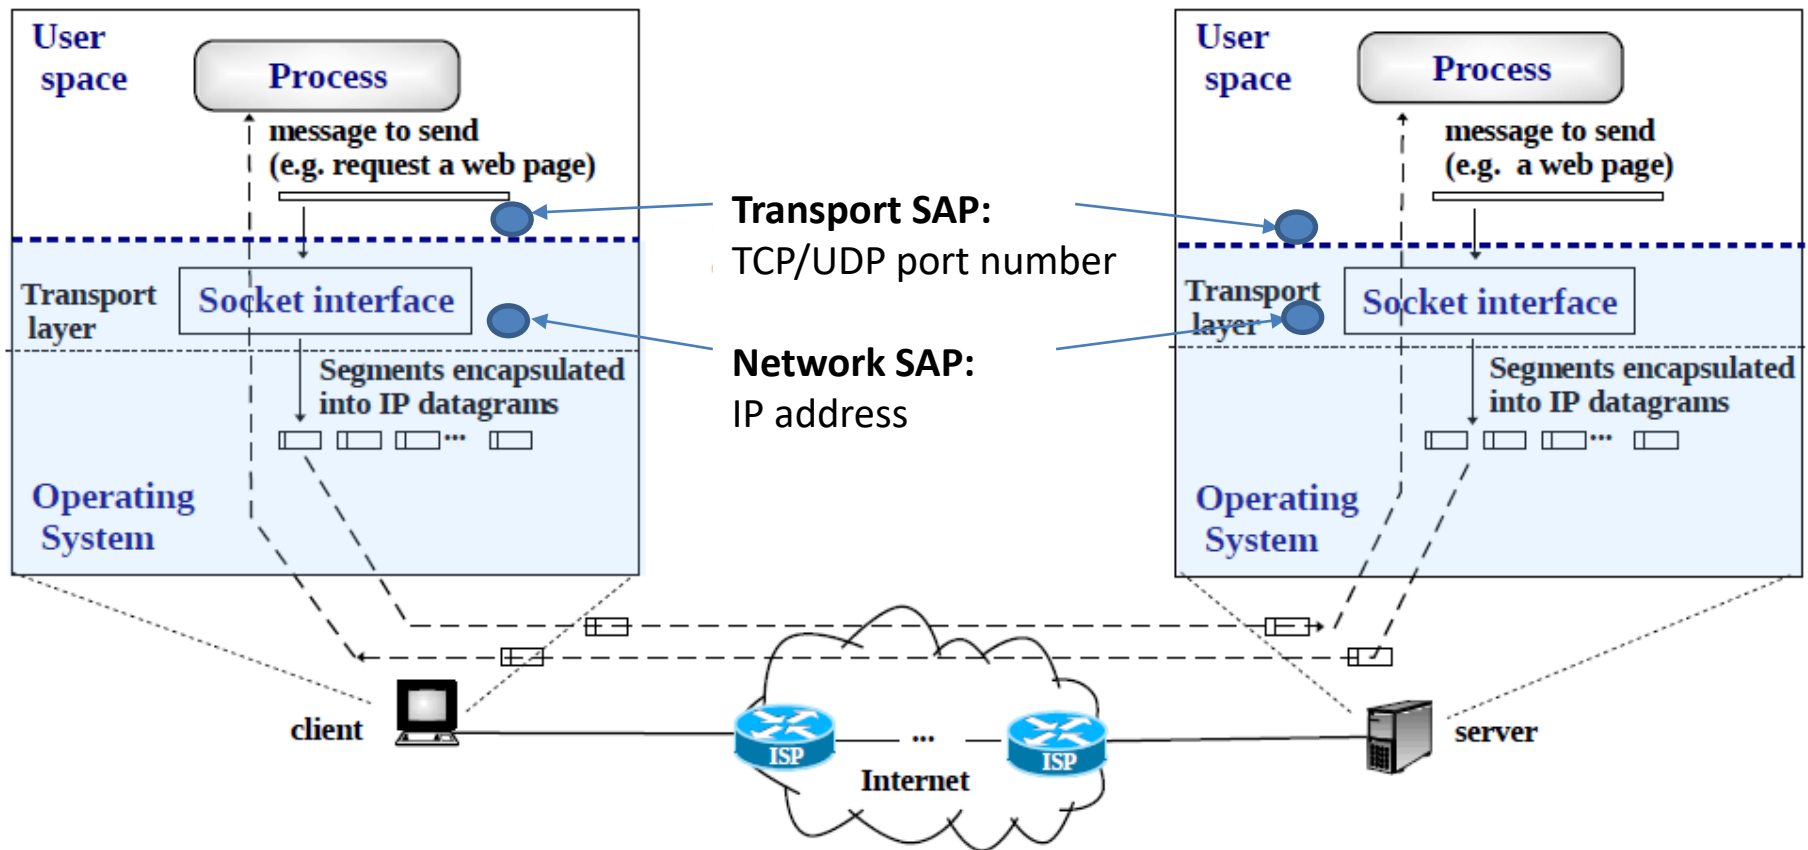 User
space
Process
message to send
(e.g. request a web page)
Transport
layer
Socket interface
Segments encapsulated
into IP datagrams
...
Operating
System
Transport SAP:
TCP/UDP port number
Network SAP:
IP address
User
space
Process
message to send
(e.g. a web page)
Transport
layer
Socket interface
Segments encapsulated
into IP datagrams
...
Operating
System
client
ISP
...
ISP
Internet
server